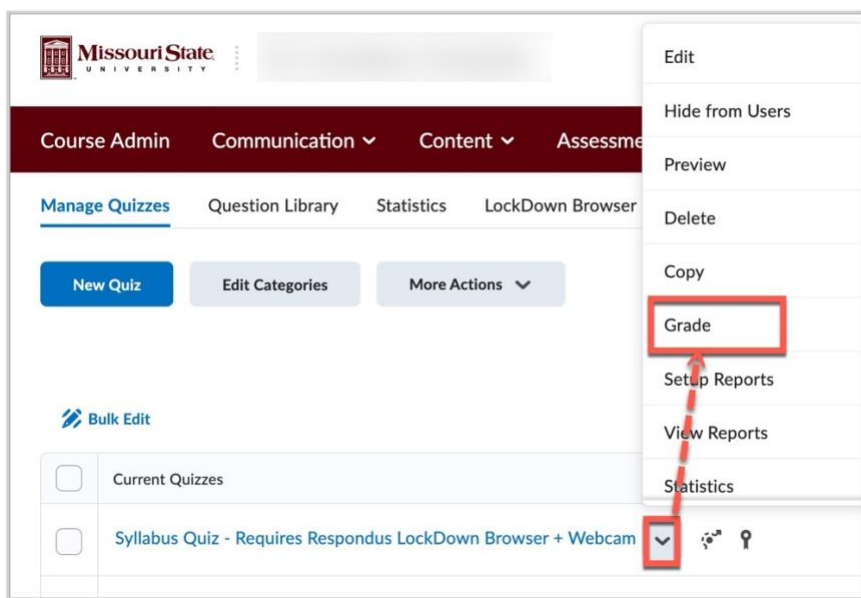 Missouri State
UNIVERSITY
Course Admin Communication Content Assessme
Manage Quizzes Question Library Statistics LockDown Browser
New Quiz Edit Categories More Actions
Bulk Edit
Current Quizzes
Syllabus Quiz - Requires Respondus LockDown Browser + Webcam
Edit
Hide from Users
Preview
Delete
Copy
Grade
Setup Reports
View Reports
Statistics